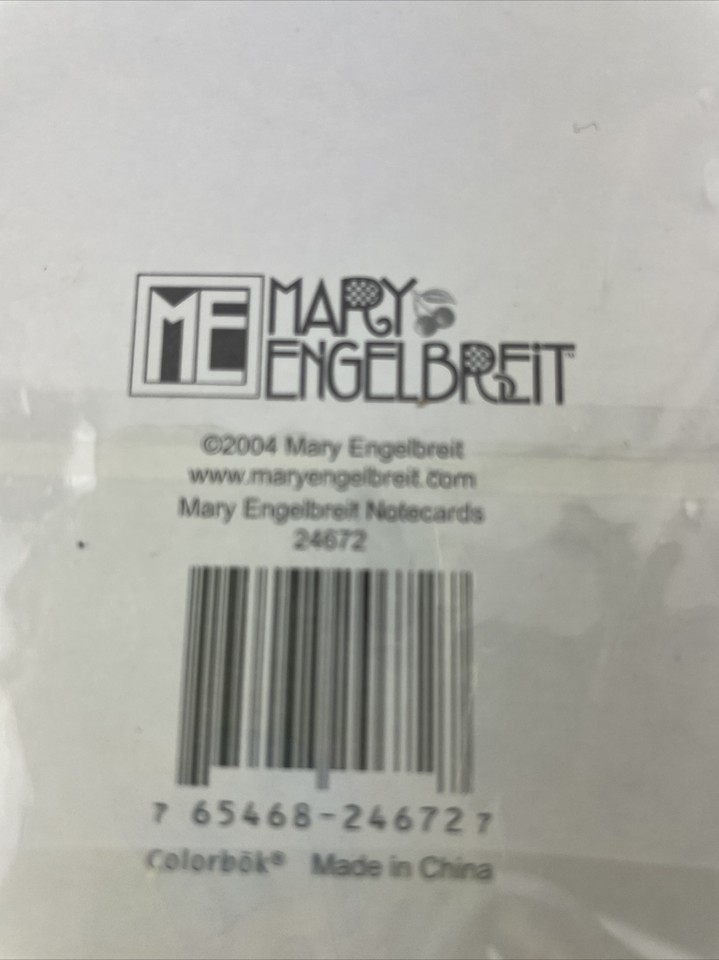 ME MARY
ENGELBREiT™
©2004 Mary Engelbreit
www.maryengelbreit.com
Mary Engelbreit Notecards
24672
7 65468-24672 7
Colorbök® Made in China